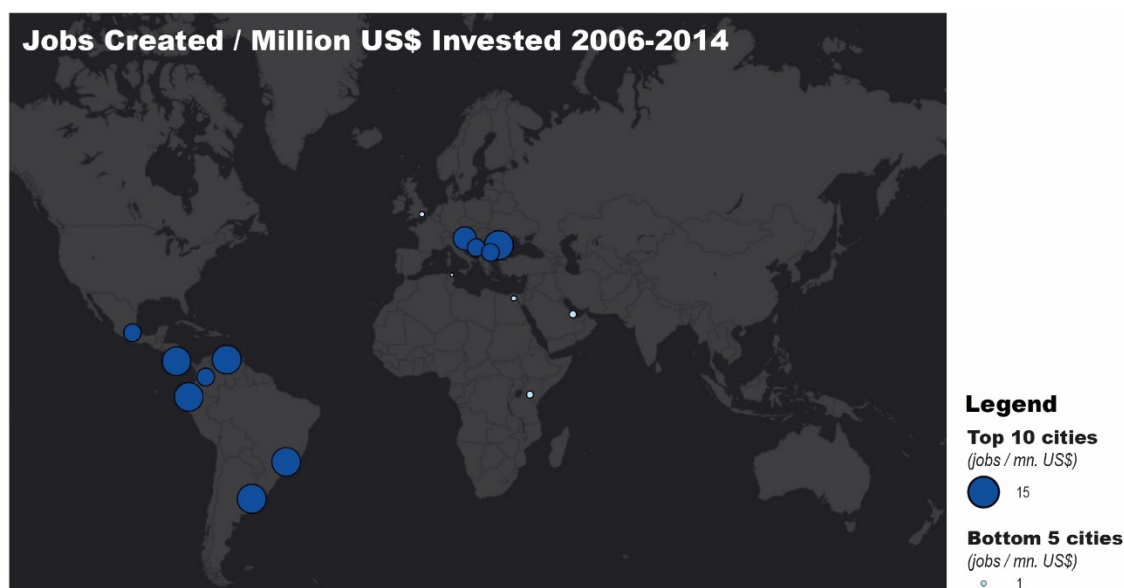 Jobs Created / Million US$ Invested 2006-2014
Legend
Top 10 cities
(jobs / mn. US$)
15
Bottom 5 cities
(jobs / mn. US$)
1